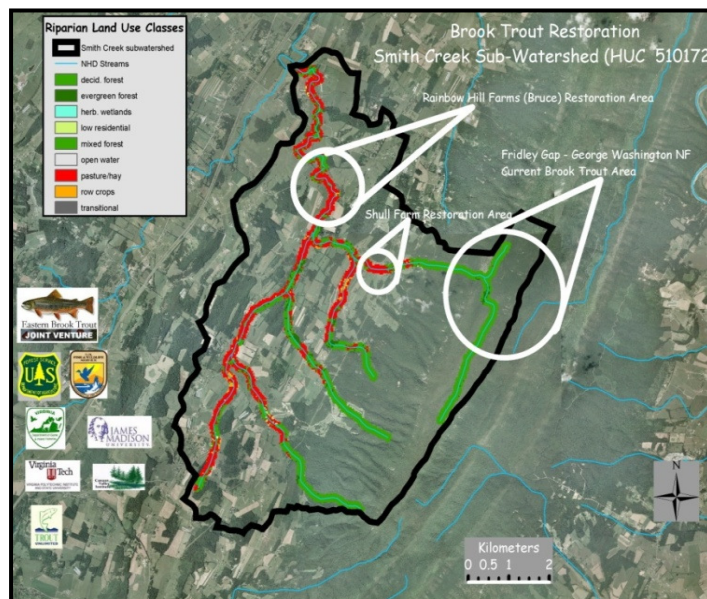 Riparian Land Use Classes
Smith Creek subwatershed
NHD Streams
decid. forest
evergreen forest
herb. wetlands
low residential
mixed forest
open water
pasture/hay
row crops
transitional
Brook Trout Restoration
Smith Creek Sub-Watershed (HUC 510172
Rainbow Hill Farms (Bruce) Restoration Area
Fridley Gap - George Washington NF
Current Brook Trout Area
Shull Farm Restoration Area
Eastern Brook Trout
JOINT VENTURE
US
JAMES
MADISON
UNIVERSITY
Virginia
Tech
TROUT
UNLIMITED
N
Kilometers
0 0.5 1 2